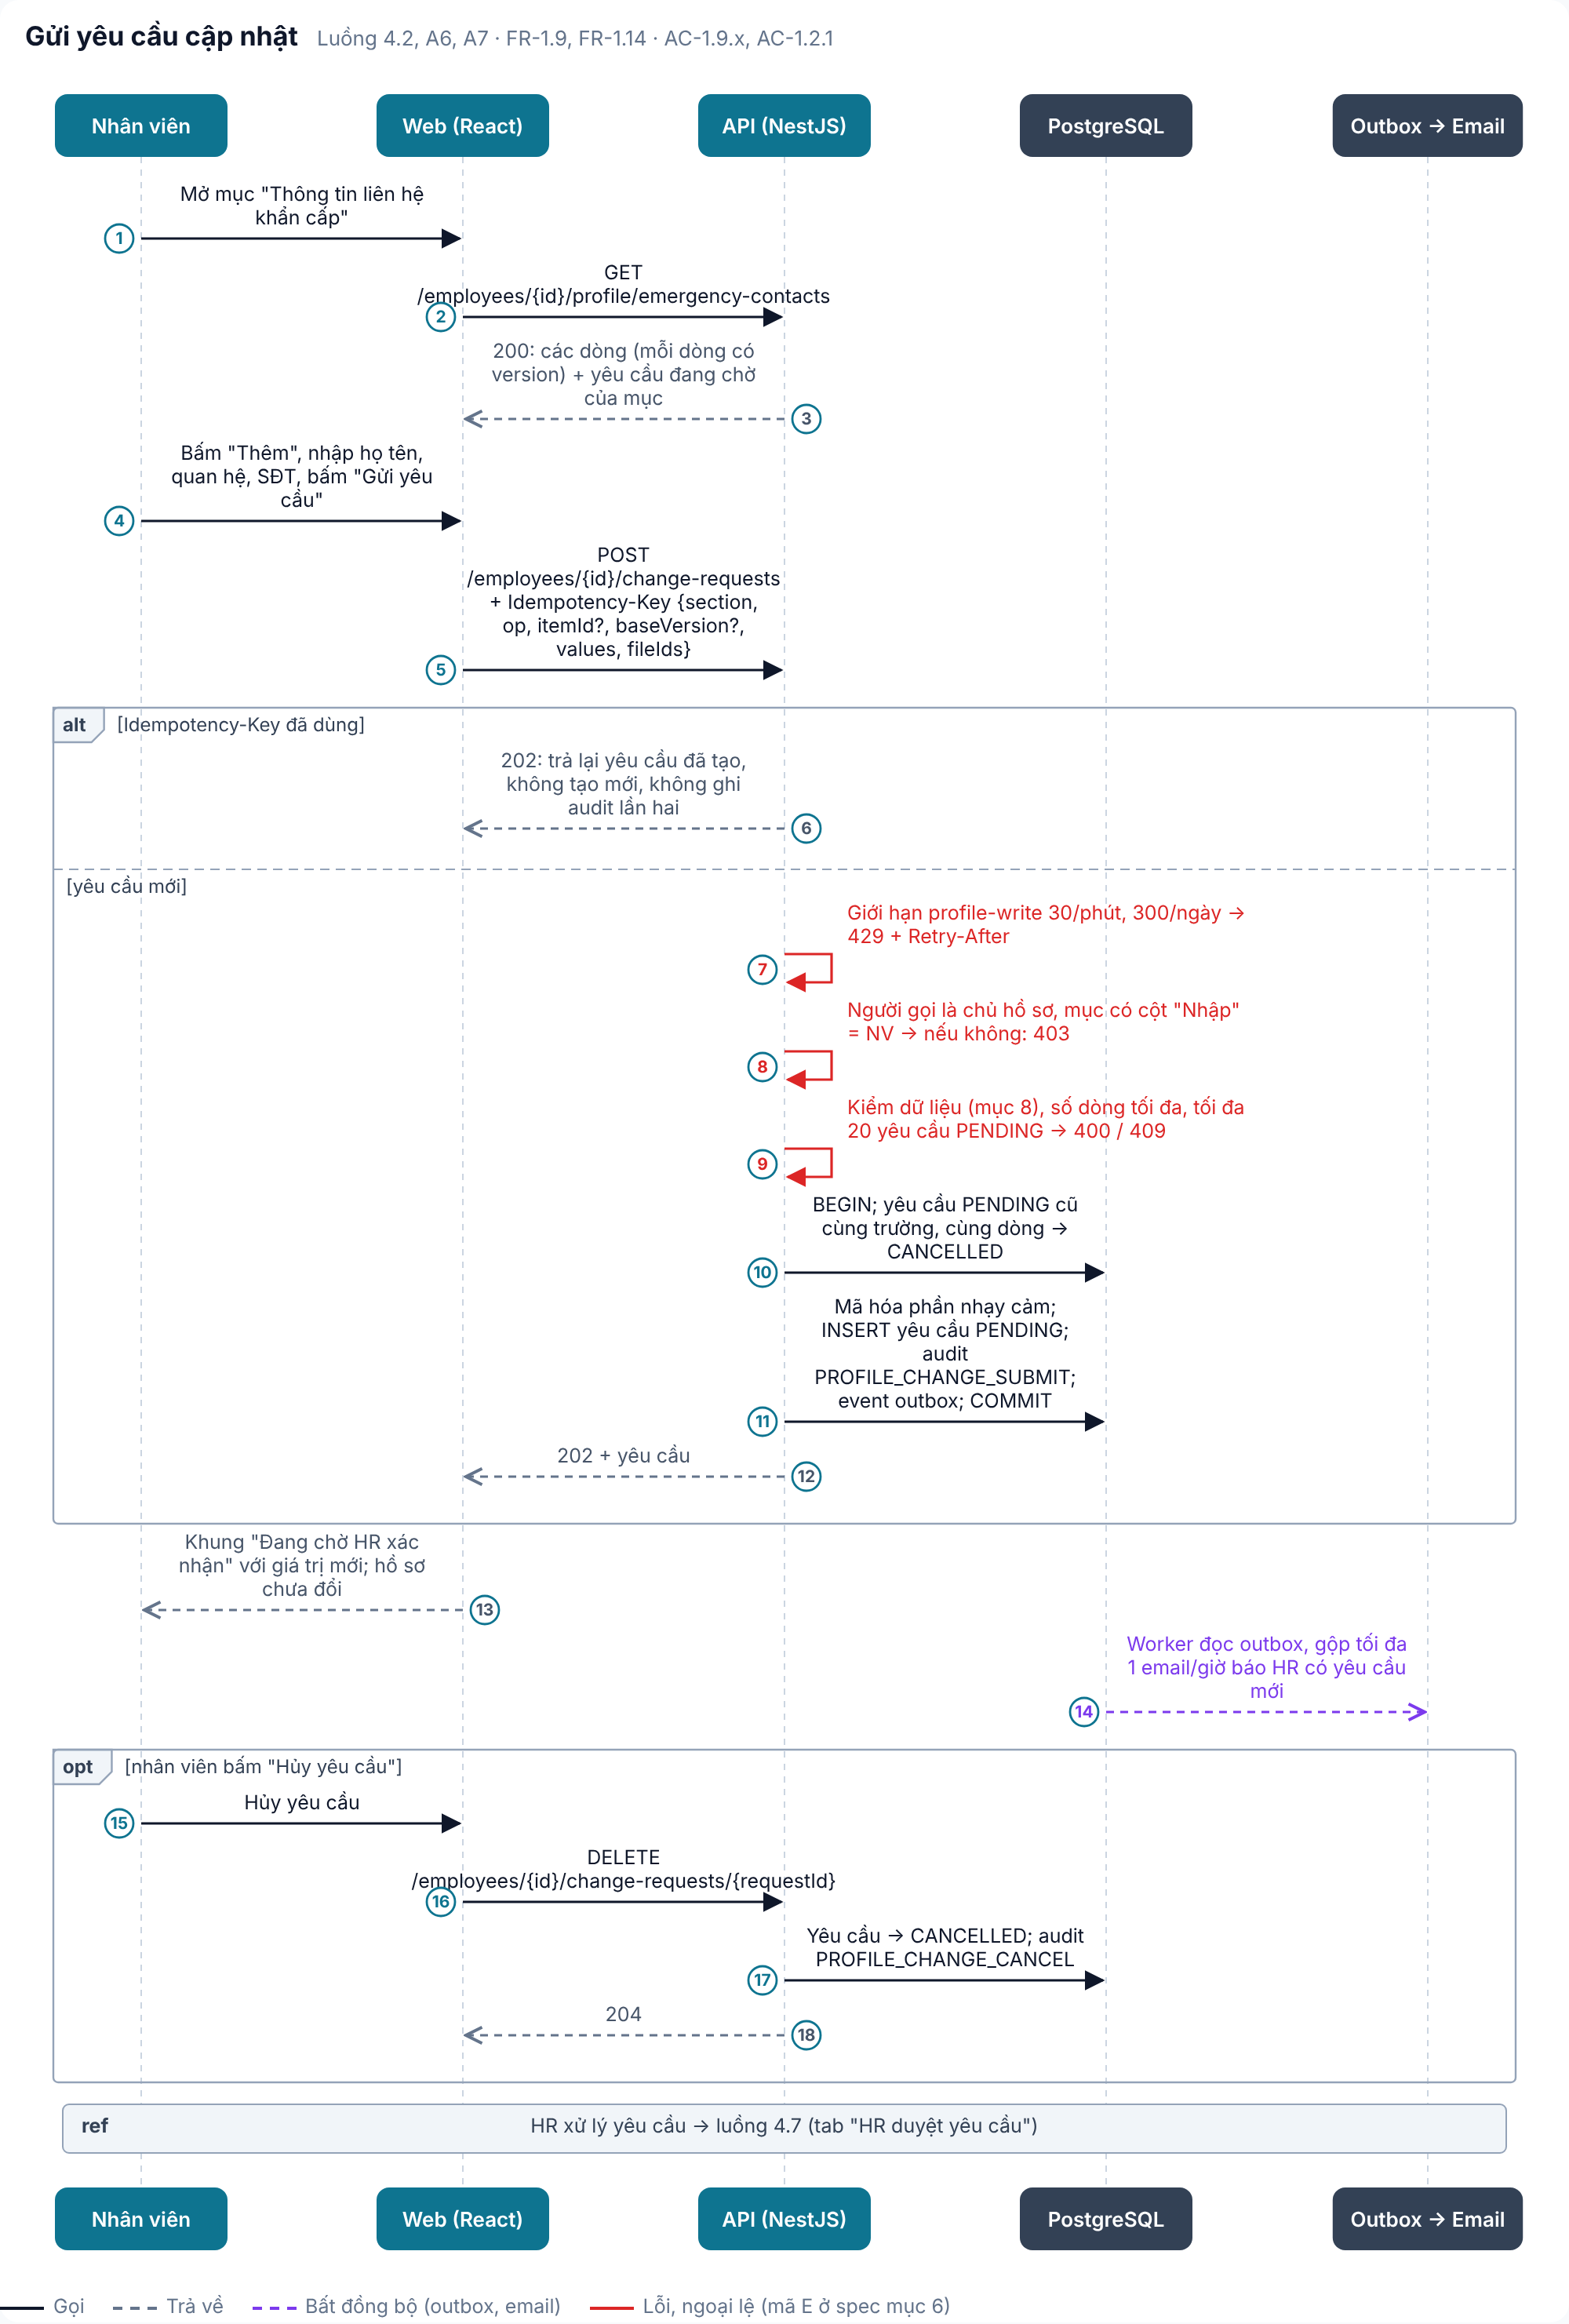 Gửi yêu cầu cập nhật Luồng 4.2, A6, A7 · FR-1.9, FR-1.14 · AC-1.9.x, AC-1.2.1
Nhân viên
Web (React)
API (NestJS)
PostgreSQL
Outbox → Email
Mở mục "Thông tin liên hệ
khẩn cấp"
1
GET
/employees/{id}/profile/emergency-contacts
2
200: các dòng (mỗi dòng có
version) + yêu cầu đang chờ
của mục
3
Bấm "Thêm", nhập họ tên,
quan hệ, SĐT, bấm "Gửi yêu
cầu"
4
POST
/employees/{id}/change-requests
+ Idempotency-Key {section,
op, itemId?, baseVersion?,
values, fileIds}
5
alt [Idempotency-Key đã dùng]
202: trả lại yêu cầu đã tạo,
không tạo mới, không ghi
audit lần hai
6
[yêu cầu mới]
Giới hạn profile-write 30/phút, 300/ngày →
429 + Retry-After
7
Người gọi là chủ hồ sơ, mục có cột "Nhập"
= NV → nếu không: 403
8
Kiểm dữ liệu (mục 8), số dòng tối đa, tối đa
20 yêu cầu PENDING → 400 / 409
9
BEGIN; yêu cầu PENDING cũ
cùng trường, cùng dòng →
CANCELLED
10
Mã hóa phần nhạy cảm;
INSERT yêu cầu PENDING;
audit
PROFILE_CHANGE_SUBMIT;
event outbox; COMMIT
11
202 + yêu cầu
12
Khung "Đang chờ HR xác
nhận" với giá trị mới; hồ sơ
chưa đổi
13
Worker đọc outbox, gộp tối đa
1 email/giờ báo HR có yêu cầu
mới
14
opt [nhân viên bấm "Hủy yêu cầu"]
Hủy yêu cầu
15
DELETE
/employees/{id}/change-requests/{requestId}
16
Yêu cầu → CANCELLED; audit
PROFILE_CHANGE_CANCEL
17
204
18
ref HR xử lý yêu cầu → luồng 4.7 (tab "HR duyệt yêu cầu")
Nhân viên
Web (React)
API (NestJS)
PostgreSQL
Outbox → Email
Gọi Trả về Bất đồng bộ (outbox, email) Lỗi, ngoại lệ (mã E ở spec mục 6)